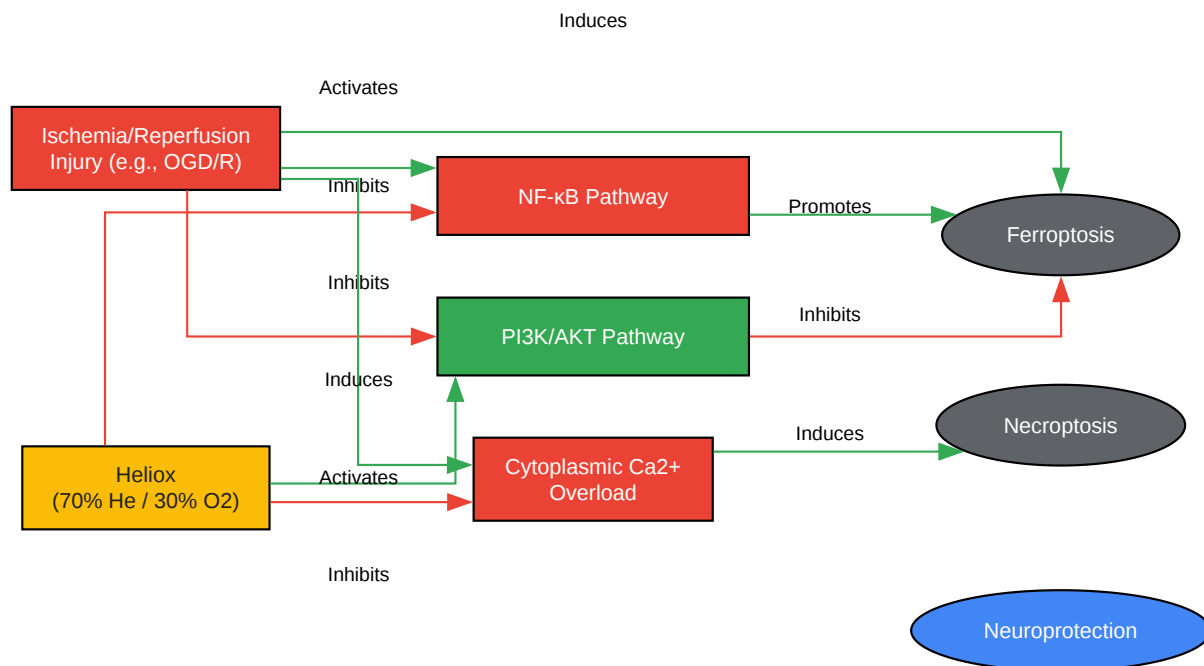 Induces
Activates
Ischemia/Reperfusion
Injury (e.g., OGD/R)
Inhibits
NF-κB Pathway
Promotes
Ferroptosis
Inhibits
PI3K/AKT Pathway
Inhibits
Induces
Necroptosis
Induces
Heliox
(70% He / 30% O2)
Activates
Cytoplasmic Ca2+
Overload
Inhibits
Neuroprotection